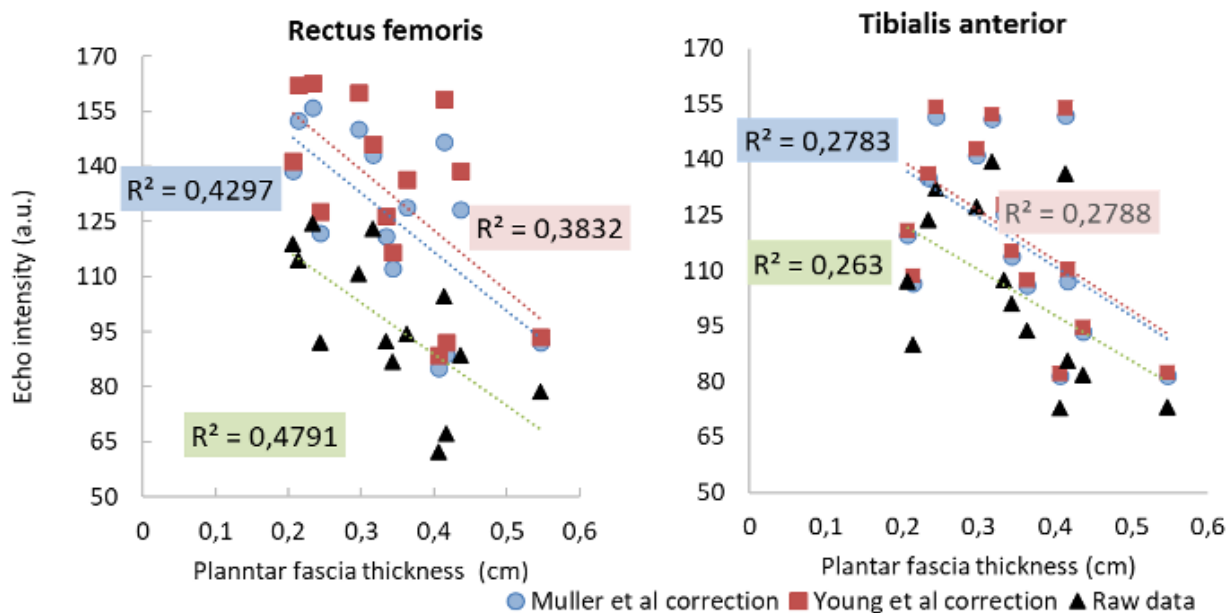 Rectus femoris
170
155
140
125
110
95
80
65
50
Echo intensity (a.u.)
R² = 0,4297
R² = 0,3832
R² = 0,4791
0 0,1 0,2 0,3 0,4 0,5 0,6
Planntar fascia thickness (cm)
Tibialis anterior
170
155
140
125
110
95
80
65
50
R² = 0,2783
R² = 0,2788
R² = 0,263
0 0,1 0,2 0,3 0,4 0,5 0,6
Plantar fascia thickness (cm)
Muller et al correction Young et al correction Raw data